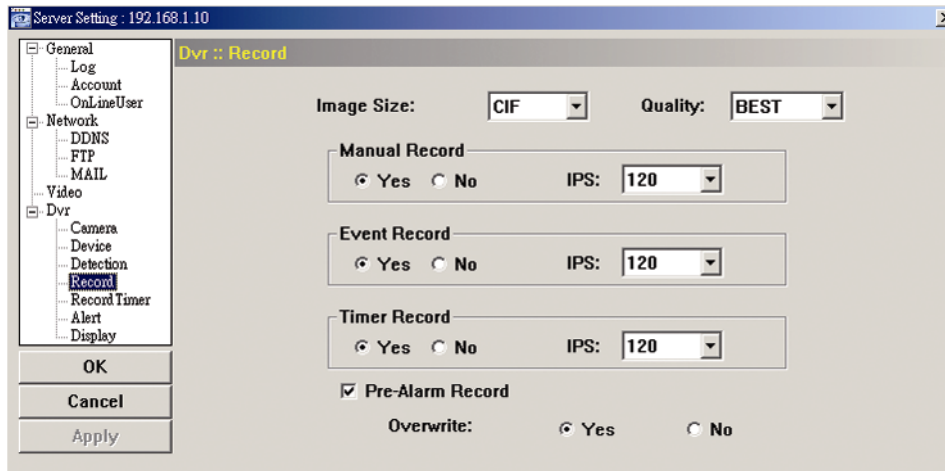 Server Setting : 192.168.1.10
General
Log
Account
OnLineUser
Network
DDNS
FTP
MAIL
Video
Dvr
Camera
Device
Detection
Record
Record Timer
Alert
Display
OK
Cancel
Apply
Dvr :: Record
Image Size: CIF Quality: BEST
Manual Record
Yes No IPS: 120
Event Record
Yes No IPS: 120
Timer Record
Yes No IPS: 120
Pre-Alarm Record
Overwrite: Yes No